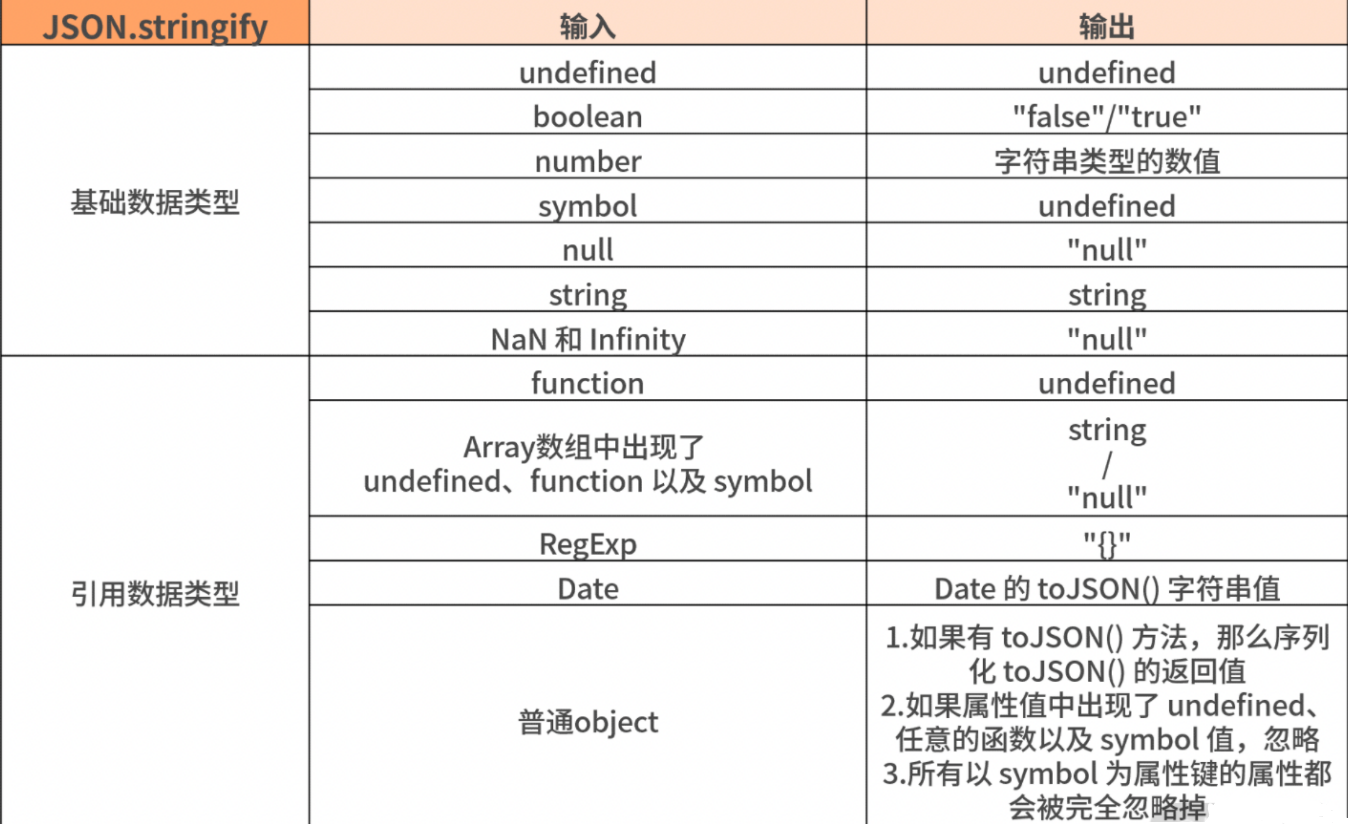 JSON.stringify 输入 输出
基础数据类型
undefined undefined
boolean "false"/"true"
number 字符串类型的数值
symbol undefined
null "null"
string string
NaN 和 Infinity "null"
引用数据类型
function undefined
Array数组中出现了
undefined、function 以及 symbol
string
/
"null"
RegExp "{}"
Date Date 的 toJSON() 字符串值
普通object
1.如果有 toJSON() 方法，那么序列
化 toJSON() 的返回值
2.如果属性值中出现了 undefined、
任意的函数以及 symbol 值，忽略
3.所有以 symbol 为属性键的属性都
会被完全忽略掉